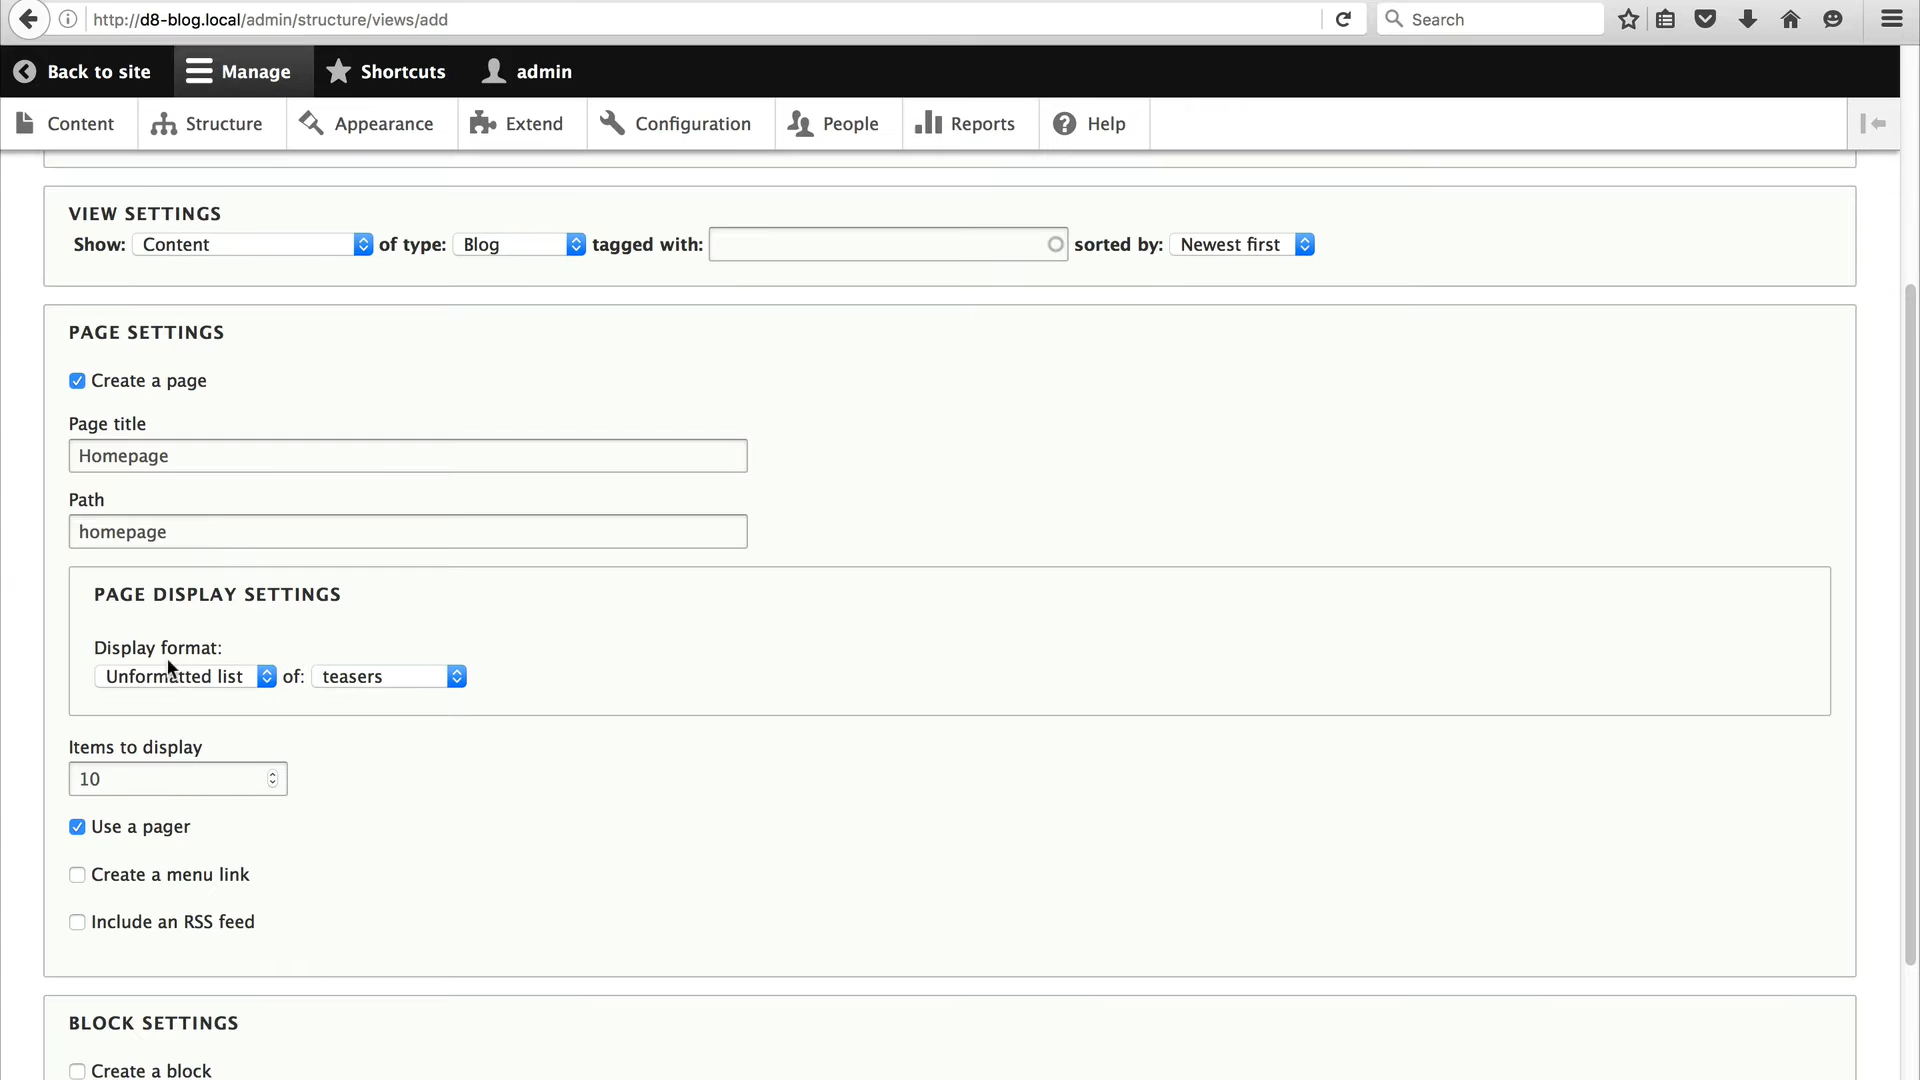 http://d8-blog.local/admin/structure/views/add
Search
Back to site
Manage
Shortcuts
admin
Content
Structure
Appearance
Extend
Configuration
People
Reports
Help
VIEW SETTINGS
Show: Content of type: Blog tagged with: sorted by: Newest first
PAGE SETTINGS
Create a page
Page title
Homepage
Path
homepage
PAGE DISPLAY SETTINGS
Display format:
Unformatted list of: teasers
Items to display
10
Use a pager
Create a menu link
Include an RSS feed
BLOCK SETTINGS
Create a block